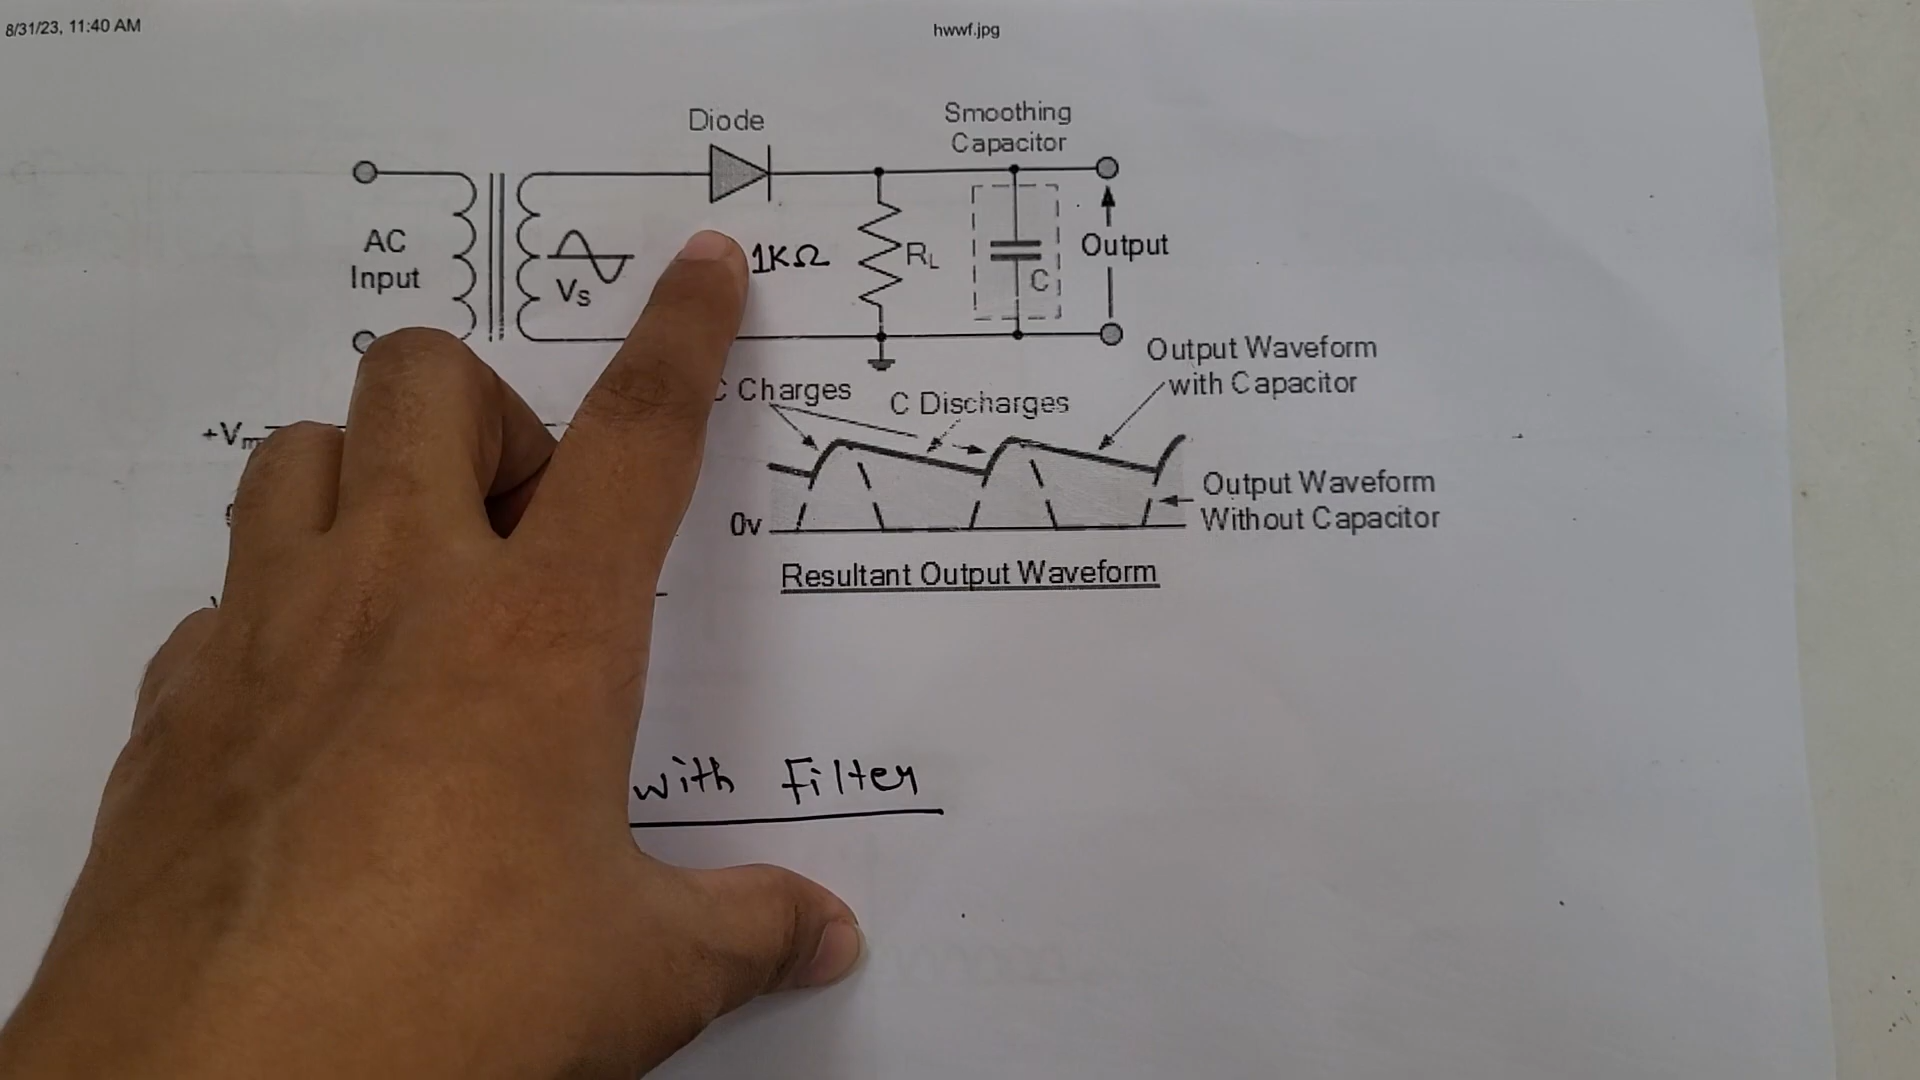 8/31/23, 11:40 AM
hwwf.jpg
Diode
Smoothing
Capacitor
AC
Input
Vs
1KΩ
RL
C
Output
Output Waveform
with Capacitor
C Charges
C Discharges
+Vm
Output Waveform
Without Capacitor
0v
Resultant Output Waveform
with Filter